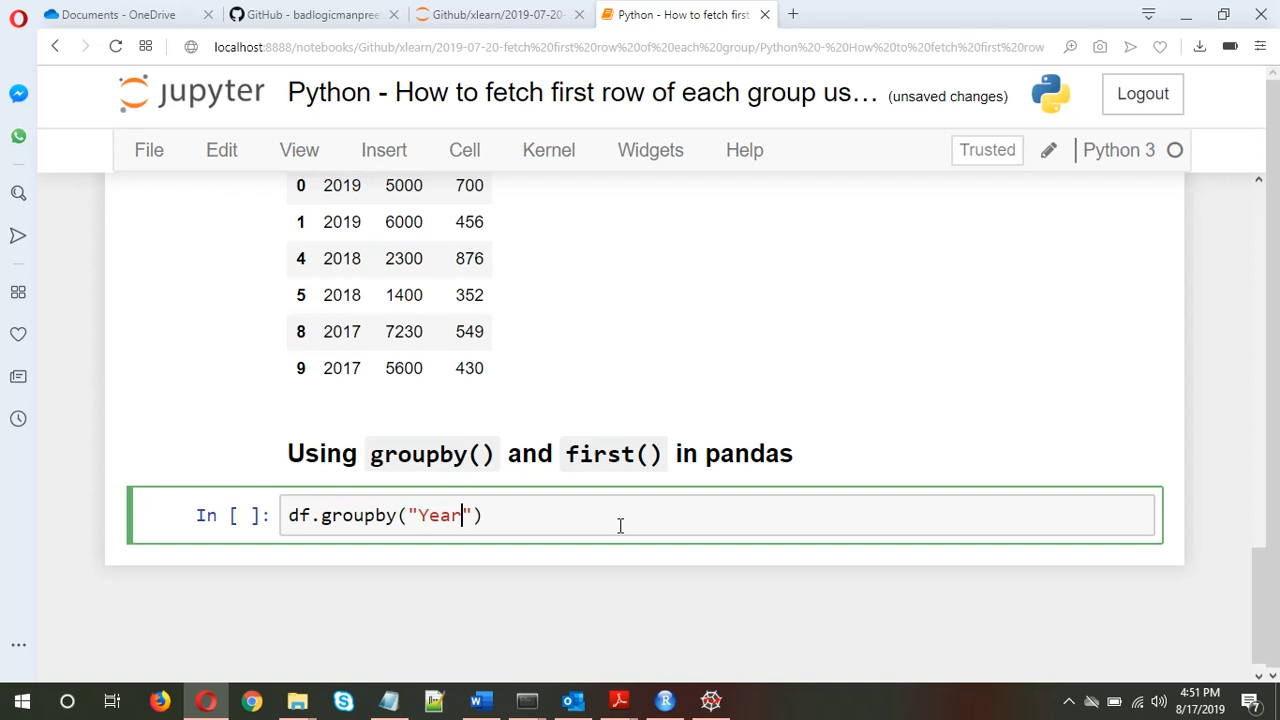 Documents - OneDrive
GitHub - badlogicmanpree
Github/xlearn/2019-07-20-
Python - How to fetch first
localhost:8888/notebooks/Github/xlearn/2019-07-20-fetch%20first%20row%20of%20each%20group/Python%20-%20How%20to%20fetch%20first%20row
jupyter
Python - How to fetch first row of each group us... (unsaved changes)
Logout
File Edit View Insert Cell Kernel Widgets Help
Trusted
Python 3
0 2019 5000 700
1 2019 6000 456
4 2018 2300 876
5 2018 1400 352
8 2017 7230 549
9 2017 5600 430
Using groupby() and first() in pandas
In [ ]: df.groupby("Year")
4:51 PM
8/17/2019
7